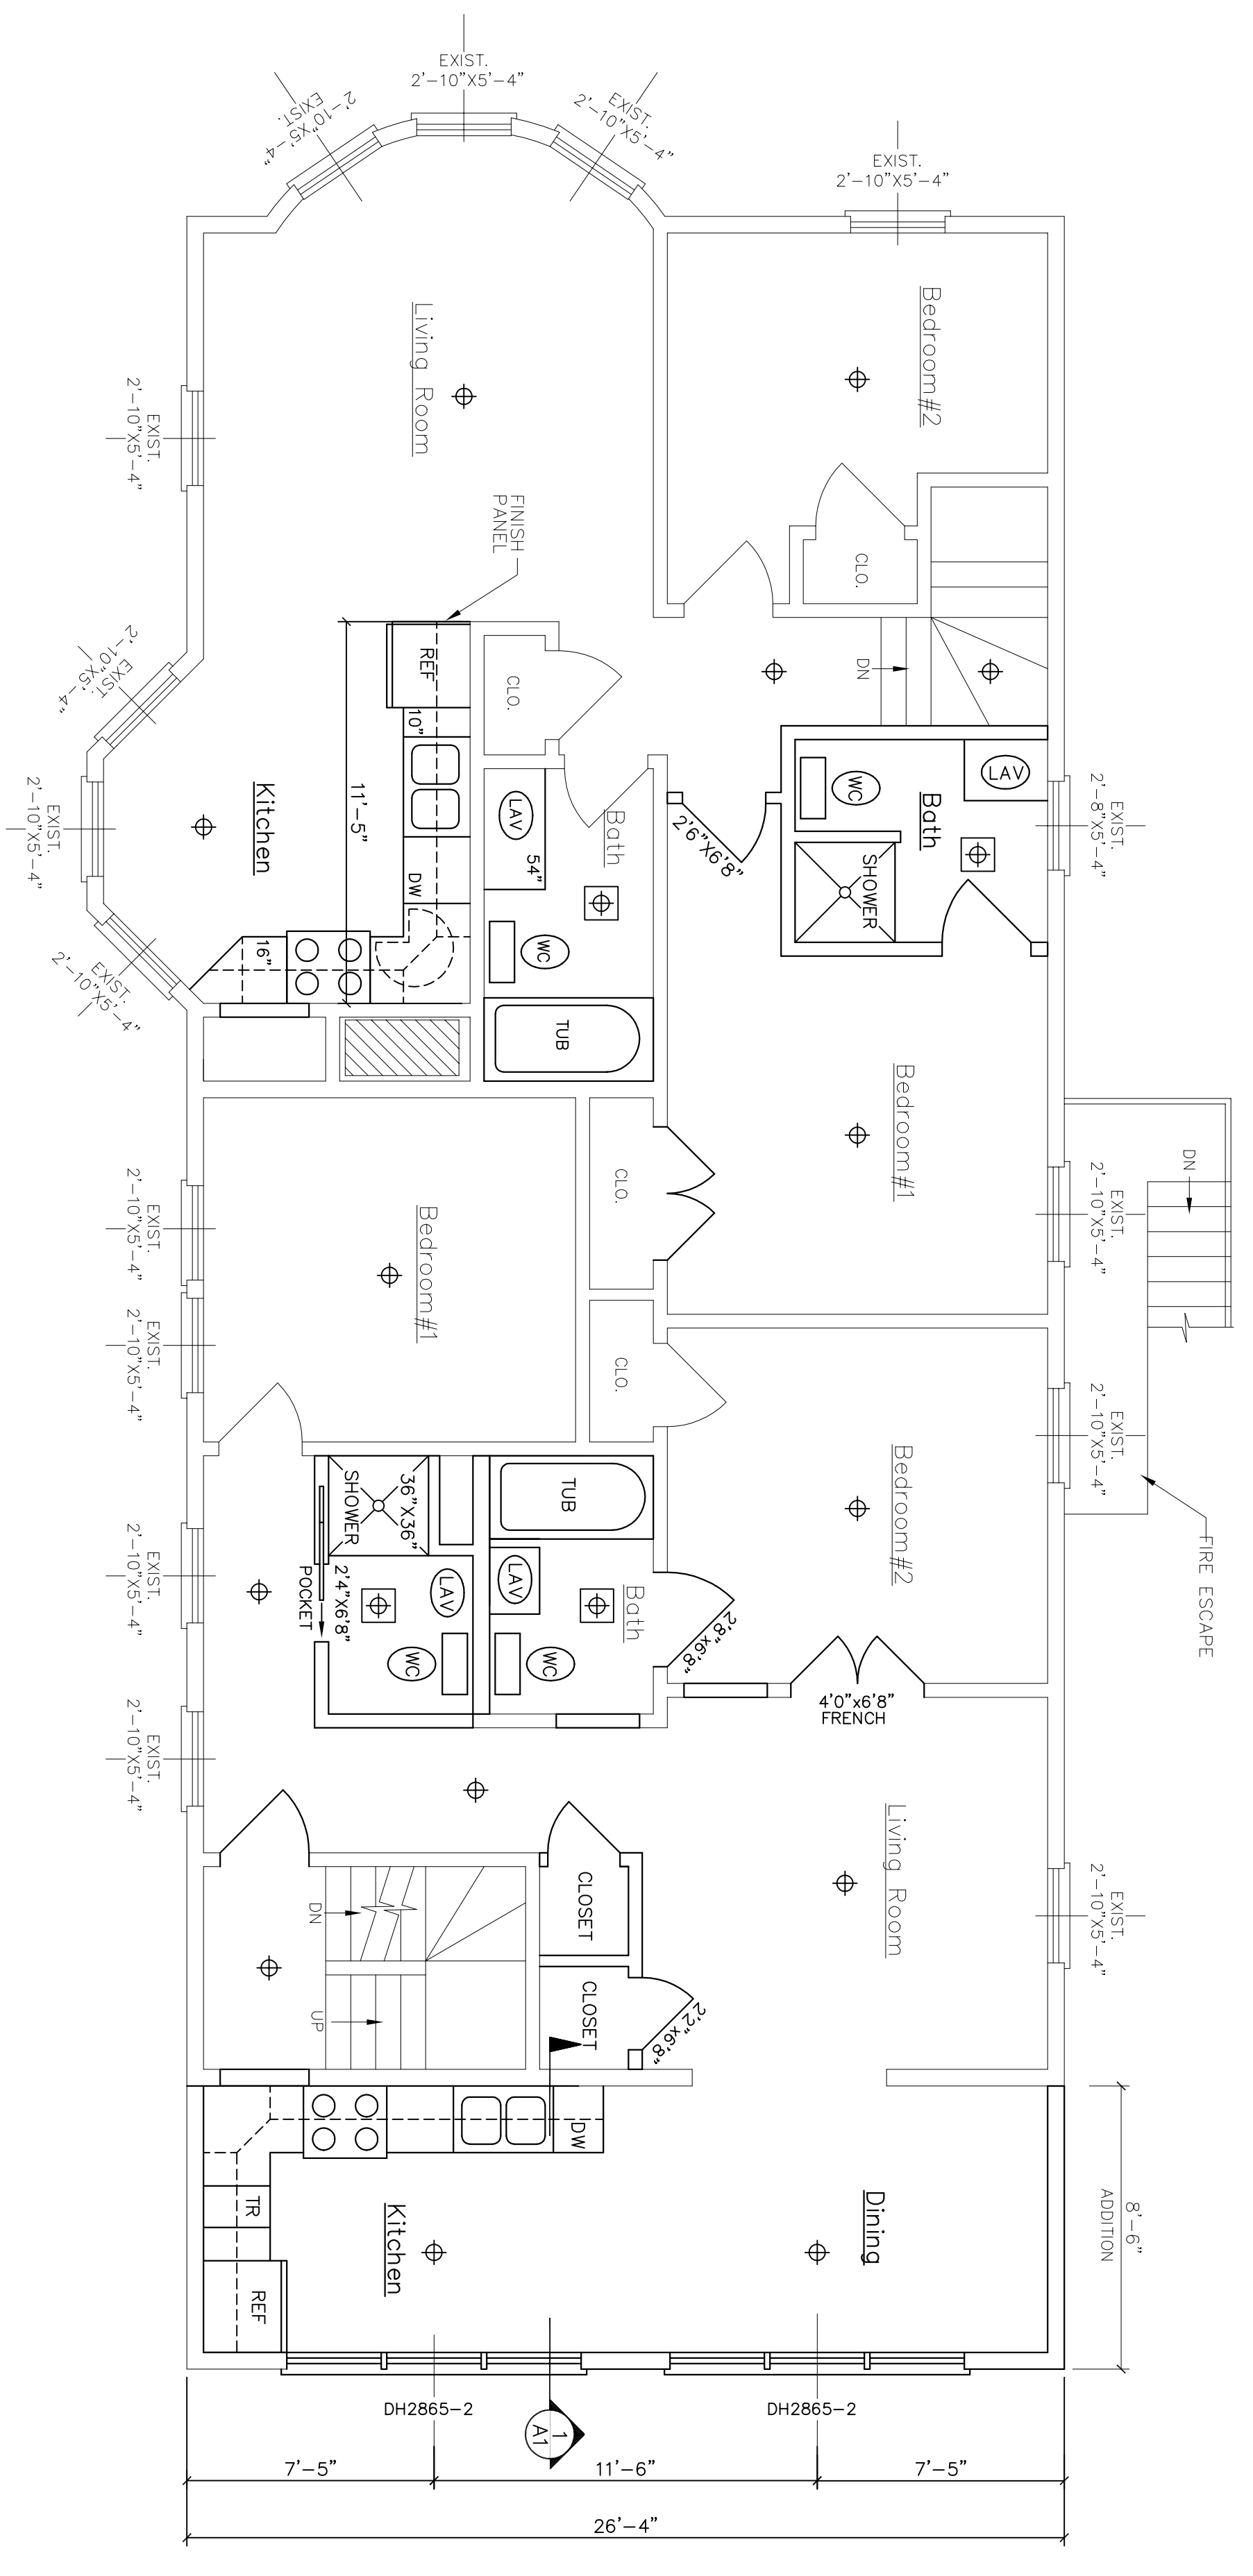 EXIST.
2'-10"X5'-4"
EXIST.
2'-10"X5'-4"
EXIST.
2'-10"X5'-4"
EXIST.
2'-10"X5'-4"
Living Room
Bedroom #2
EXIST.
2'-10"X5'-4"
FINISH
PANEL
CLO.
REF
CLO.
DN
EXIST.
2'-10"X5'-4"
10"
11'-5"
Kitchen
LAV
54"
Bath
2'6"X6'8"
WC
LAV
Bath
SHOWER
EXIST.
2'-8"X5'-4"
EXIST.
2'-10"X5'-4"
DW
16"
WC
EXIST.
2'-10"X5'-4"
TUB
Bedroom #1
DN
EXIST.
2'-10"X5'-4"
CLO.
EXIST.
2'-10"X5'-4"
Bedroom #1
EXIST.
2'-10"X5'-4"
CLO.
EXIST.
2'-10"X5'-4"
Bedroom #2
FIRE ESCAPE
SHOWER
36"X36"
TUB
EXIST.
2'-10"X5'-4"
POCKET
2'4"X6'8"
LAV
LAV
Bath
2'8"x6'8"
WC
WC
4'0"x6'8"
FRENCH
EXIST.
2'-10"X5'-4"
Living Room
EXIST.
2'-10"X5'-4"
CLOSET
DN
UP
CLOSET
2'2"x6'8"
DW
TR
REF
Kitchen
Dining
8'-6"
ADDITION
DH2865-2
DH2865-2
1
A1
7'-5"
11'-6"
7'-5"
26'-4"